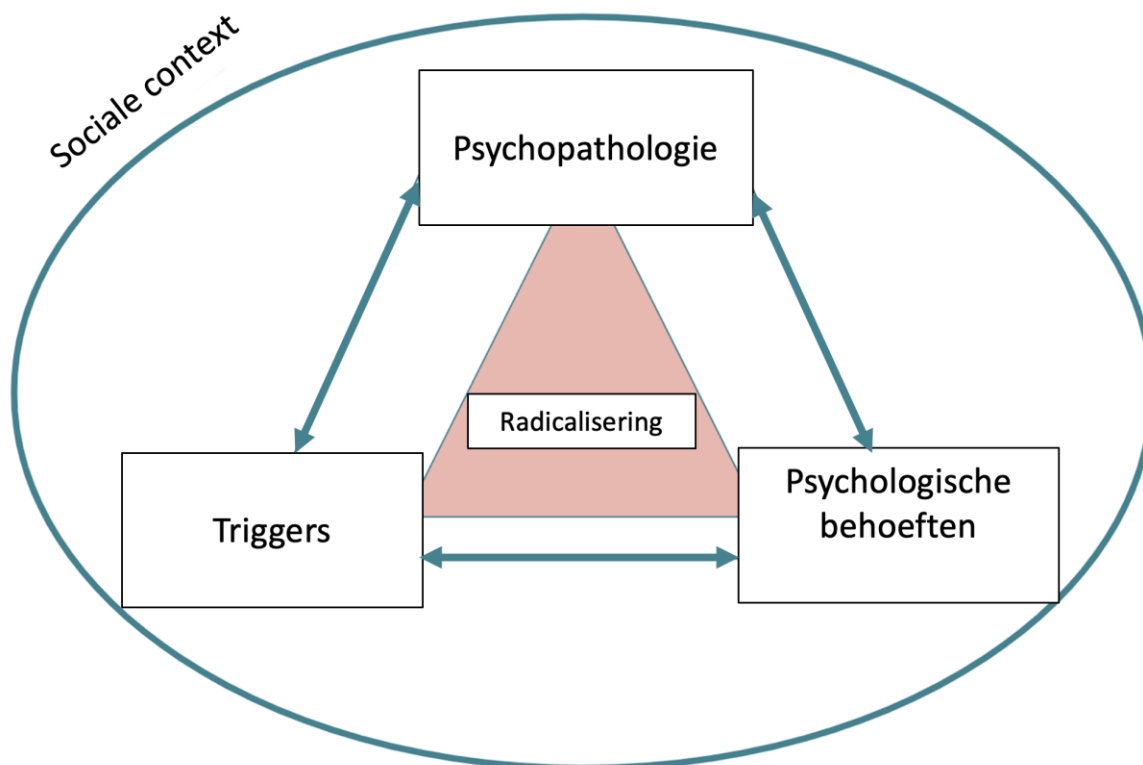 Sociale context
Psychopathologie
Radicalisering
Triggers
Psychologische
behoeften